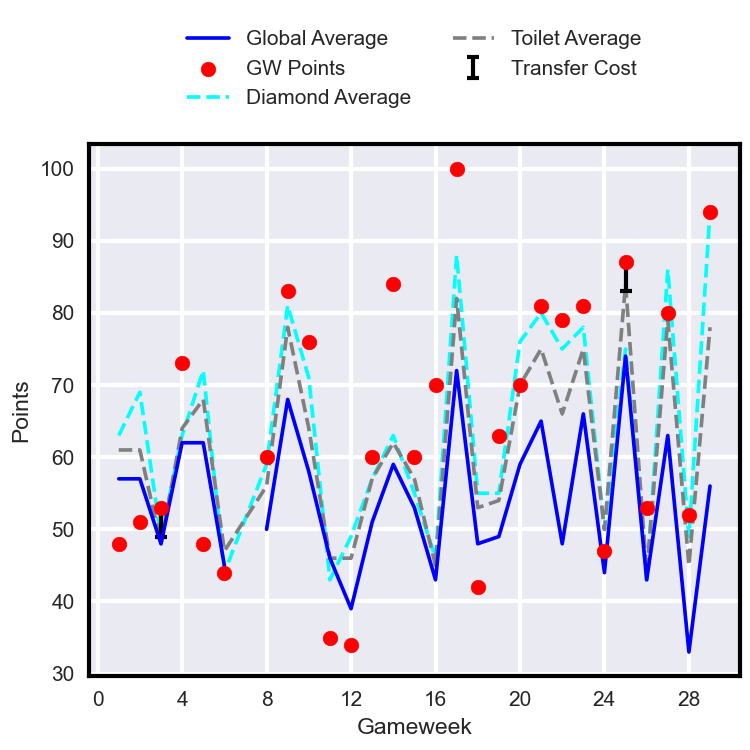 Global Average
GW Points
Diamond Average
Toilet Average
Transfer Cost
Points
100
90
80
70
60
50
40
30
0 4 8 12 16 20 24 28
Gameweek